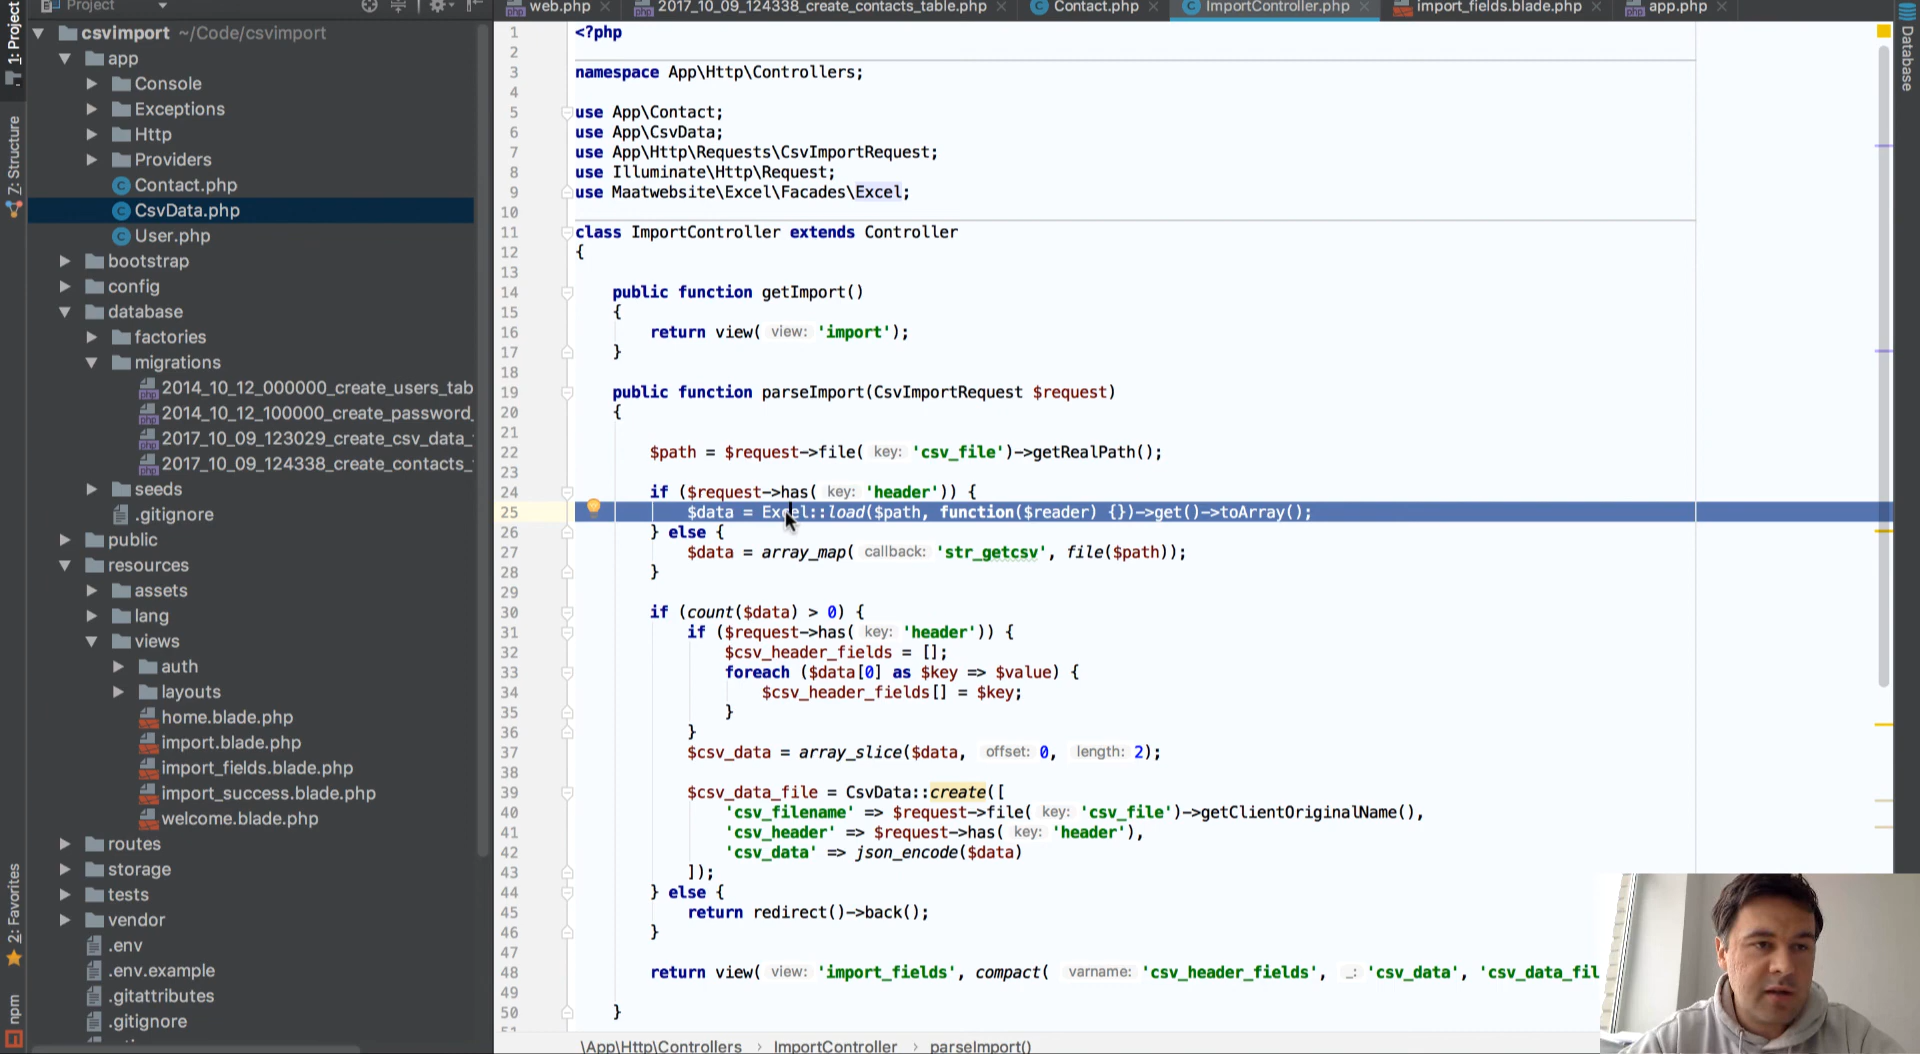 Project
web.php
2017_10_09_124338_create_contacts_table.php
Contact.php
ImportController.php
import_fields.blade.php
app.php
1: Project
7: Structure
2: Favorites
npm
Database
csvimport ~/Code/csvimport
app
Console
Exceptions
Http
Providers
Contact.php
CsvData.php
User.php
bootstrap
config
database
factories
migrations
2014_10_12_000000_create_users_tab
2014_10_12_100000_create_password_
2017_10_09_123029_create_csv_data_
2017_10_09_124338_create_contacts_
seeds
.gitignore
public
resources
assets
lang
views
auth
layouts
home.blade.php
import.blade.php
import_fields.blade.php
import_success.blade.php
welcome.blade.php
routes
storage
tests
vendor
.env
.env.example
.gitattributes
.gitignore
1 <?php
2
3 namespace App\Http\Controllers;
4
5 use App\Contact;
6 use App\CsvData;
7 use App\Http\Requests\CsvImportRequest;
8 use Illuminate\Http\Request;
9 use Maatwebsite\Excel\Facades\Excel;
10
11 class ImportController extends Controller
12 {
13
14 public function getImport()
15 {
16 return view( view: 'import');
17 }
18
19 public function parseImport(CsvImportRequest $request)
20 {
21
22 $path = $request->file( key: 'csv_file')->getRealPath();
23
24 if ($request->has( key: 'header')) {
25 $data = Excel::load($path, function($reader) {})->get()->toArray();
26 } else {
27 $data = array_map( callback: 'str_getcsv', file($path));
28 }
29
30 if (count($data) > 0) {
31 if ($request->has( key: 'header')) {
32 $csv_header_fields = [];
33 foreach ($data[0] as $key => $value) {
34 $csv_header_fields[] = $key;
35 }
36 }
37 $csv_data = array_slice($data, offset: 0, length: 2);
38
39 $csv_data_file = CsvData::create([
40 'csv_filename' => $request->file( key: 'csv_file')->getClientOriginalName(),
41 'csv_header' => $request->has( key: 'header'),
42 'csv_data' => json_encode($data)
43 ]);
44 } else {
45 return redirect()->back();
46 }
47
48 return view( view: 'import_fields', compact( varname: 'csv_header_fields', _: 'csv_data', 'csv_data_fil
49
50 }
\App\Http\Controllers › ImportController › parseImport()